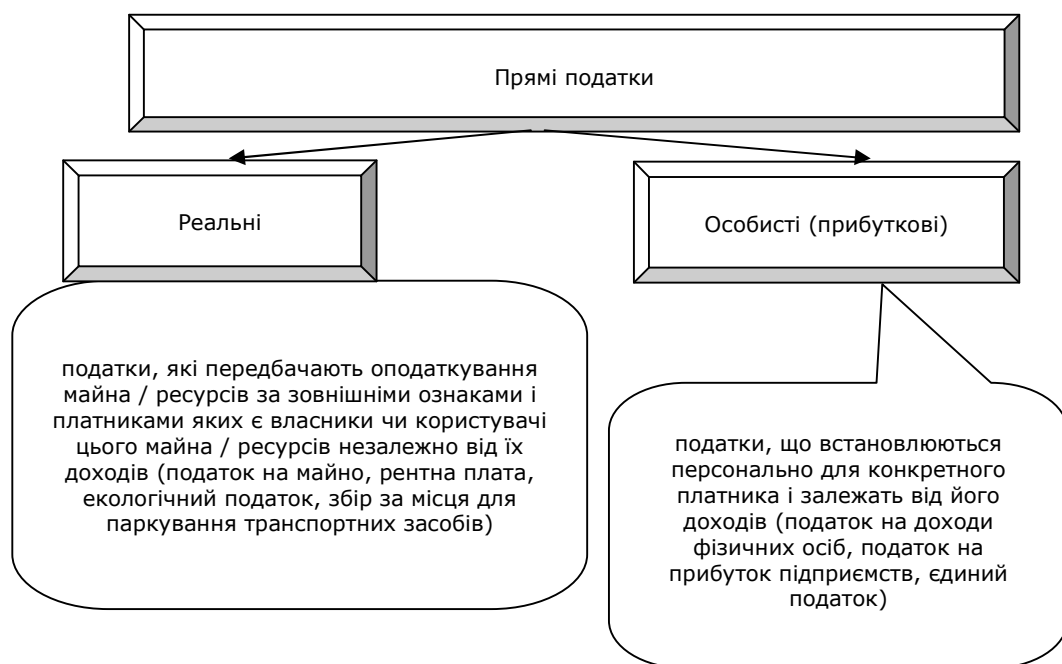 Прямі податки
Реальні
Особисті (прибуткові)
податки, які передбачають оподаткування
майна / ресурсів за зовнішніми ознаками і
платниками яких є власники чи користувачі
цього майна / ресурсів незалежно від їх
доходів (податок на майно, рентна плата,
екологічний податок, збір за місця для
паркування транспортних засобів)
податки, що встановлюються
персонально для конкретного
платника і залежать від його
доходів (податок на доходи
фізичних осіб, податок на
прибуток підприємств, єдиний
податок)